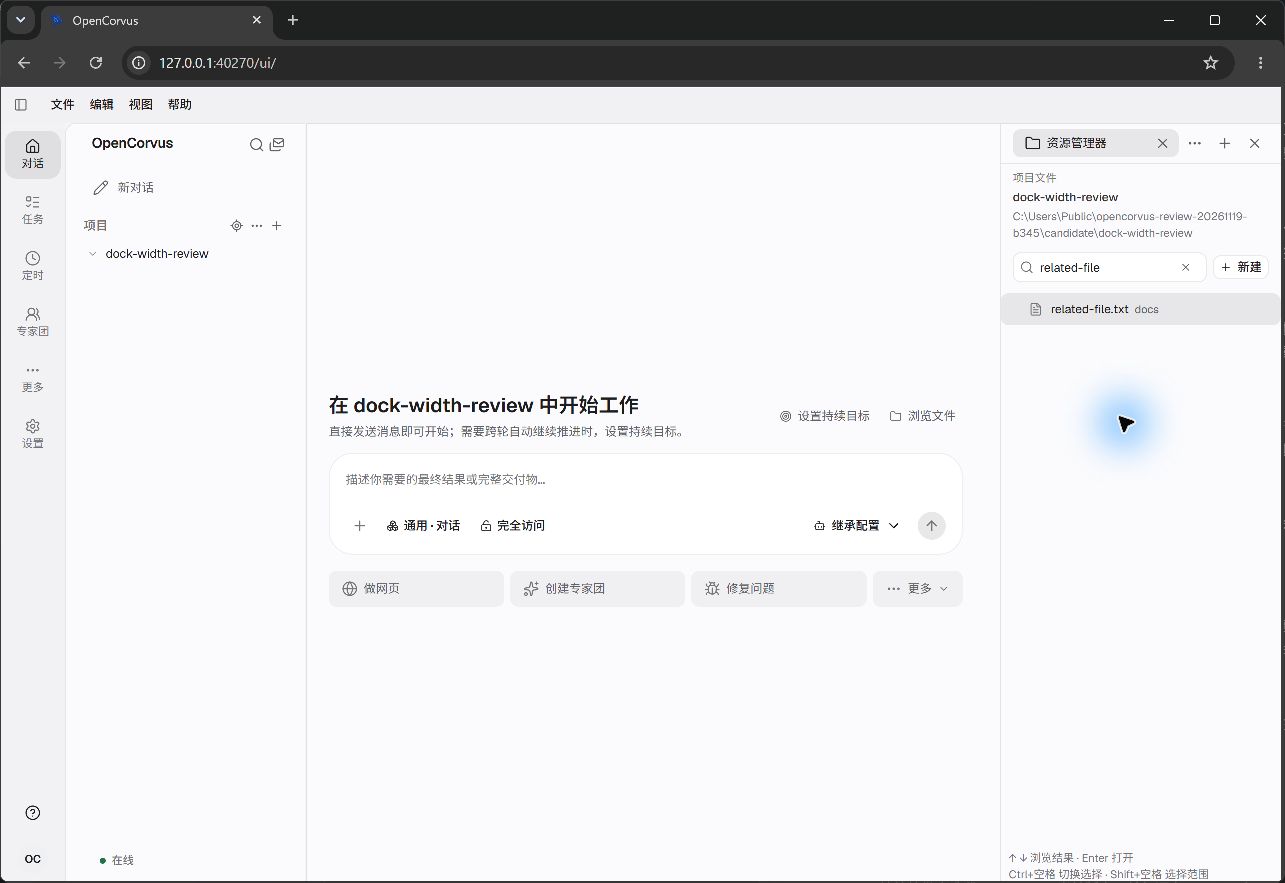 OpenCorvus
127.0.0.1:40270/ui/
文件 编辑 视图 帮助
对话
任务
定时
专家团
更多
设置
OC
OpenCorvus
新对话
项目
dock-width-review
在线
在 dock-width-review 中开始工作
直接发送消息即可开始；需要跨轮自动继续推进时，设置持续目标。
设置持续目标 浏览文件
描述你需要的最终结果或完整交付物...
通用 · 对话 完全访问 继承配置
做网页 创建专家团 修复问题 更多
资源管理器
项目文件
dock-width-review
C:\Users\Public\opencorvus-review-20261119-
b345\candidate\dock-width-review
related-file 新建
related-file.txt docs
↑↓浏览结果 · Enter 打开
Ctrl+空格 切换选择 · Shift+空格 选择范围